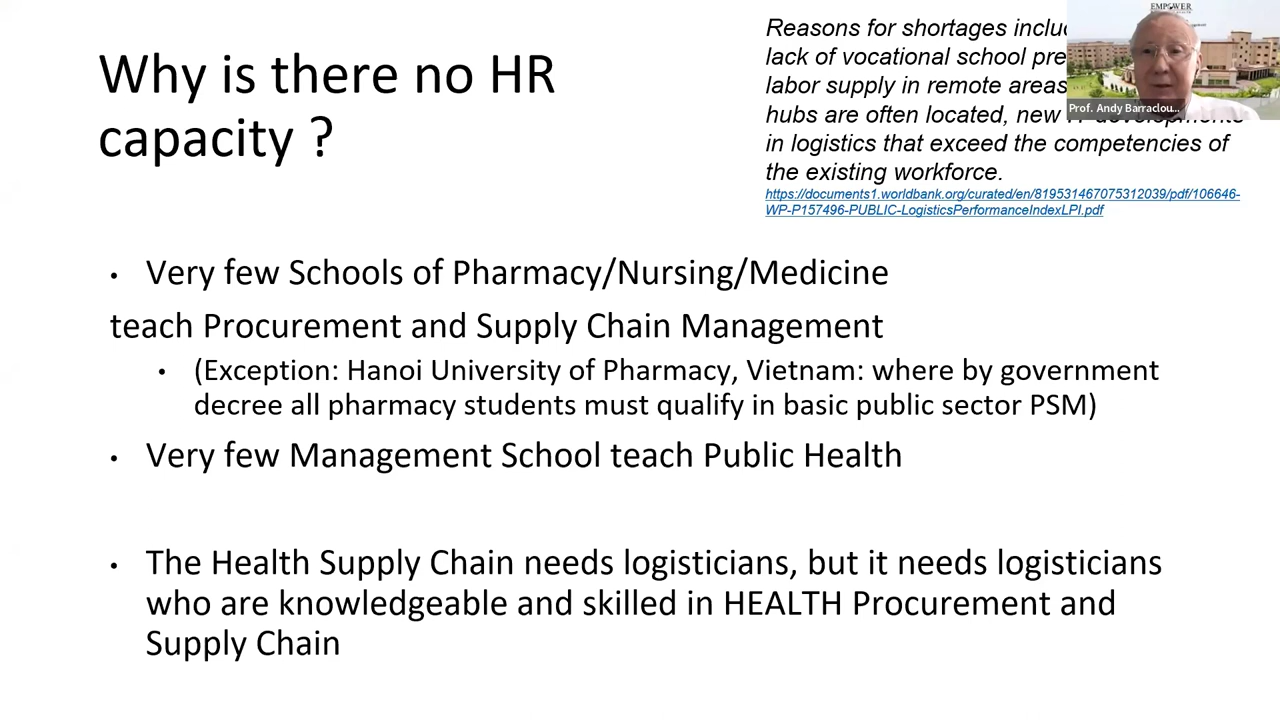 Why is there no HR
capacity ?
Reasons for shortages
lack of vocational school
labor supply in remote areas
hubs are often located, new
in logistics that exceed the competencies of
the existing workforce.
https://documents1.worldbank.org/curated/en/819531467075312039/pdf/106646-
WP-P157496-PUBLIC-LogisticsPerformanceIndexLPI.pdf
EMPOWER
Prof. Andy Barraclou...
• Very few Schools of Pharmacy/Nursing/Medicine
teach Procurement and Supply Chain Management
• (Exception: Hanoi University of Pharmacy, Vietnam: where by government
decree all pharmacy students must qualify in basic public sector PSM)
• Very few Management School teach Public Health
• The Health Supply Chain needs logisticians, but it needs logisticians
who are knowledgeable and skilled in HEALTH Procurement and
Supply Chain